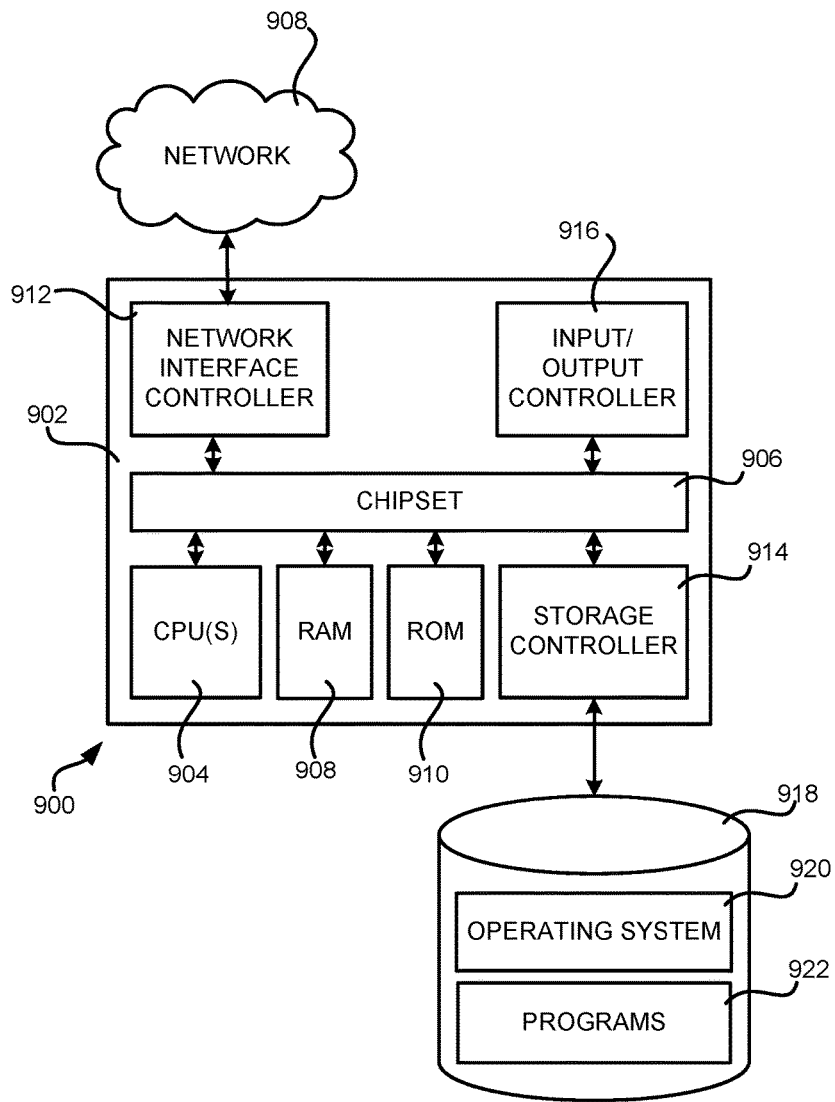 908
NETWORK
916
912
NETWORK
INTERFACE
CONTROLLER
INPUT/
OUTPUT
CONTROLLER
902
906
CHIPSET
914
CPU(S)
RAM
ROM
STORAGE
CONTROLLER
904
908
910
900
918
920
OPERATING SYSTEM
922
PROGRAMS